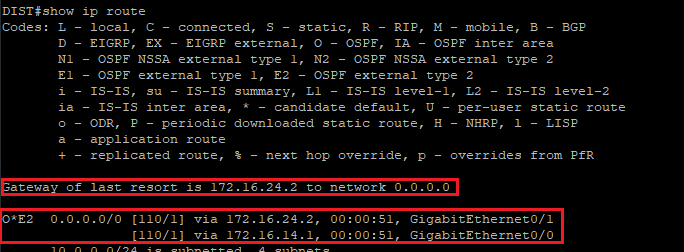 DIST#show ip route
Codes: L - local, C - connected, S - static, R - RIP, M - mobile, B - BGP
D - EIGRP, EX - EIGRP external, O - OSPF, IA - OSPF inter area
N1 - OSPF NSSA external type 1, N2 - OSPF NSSA external type 2
E1 - OSPF external type 1, E2 - OSPF external type 2
i - IS-IS, su - IS-IS summary, L1 - IS-IS level-1, L2 - IS-IS level-2
ia - IS-IS inter area, * - candidate default, U - per-user static route
o - ODR, P - periodic downloaded static route, H - NHRP, l - LISP
a - application route
+ - replicated route, % - next hop override, p - overrides from PfR
Gateway of last resort is 172.16.24.2 to network 0.0.0.0
O*E2 0.0.0.0/0 [110/1] via 172.16.24.2, 00:00:51, GigabitEthernet0/1
[110/1] via 172.16.14.1, 00:00:51, GigabitEthernet0/0
10.0.0.0/24 is subnetted, 4 subnets